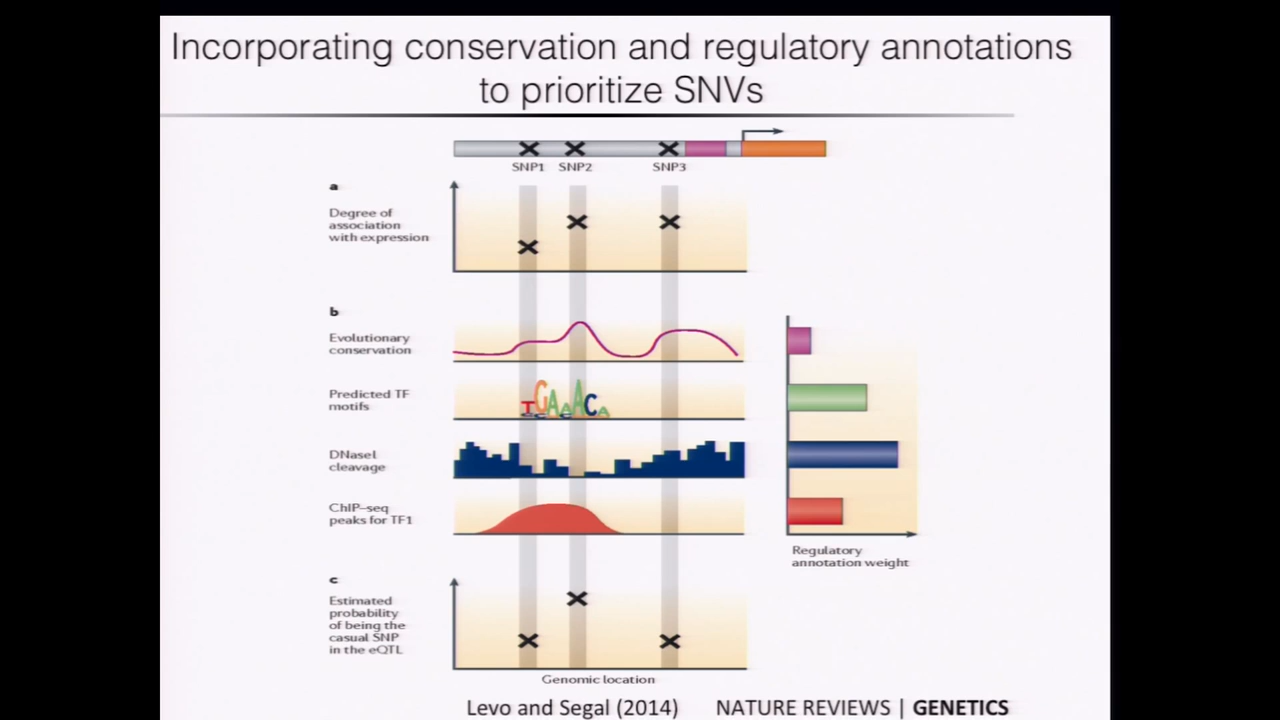 Incorporating conservation and regulatory annotations
to prioritize SNVs
SNP1 SNP2 SNP3
a
Degree of
association
with expression
b
Evolutionary
conservation
Predicted TF
motifs
DNaseI
cleavage
ChIP–seq
peaks for TF1
Regulatory
annotation weight
c
Estimated
probability
of being the
casual SNP
in the eQTL
Genomic location
Levo and Segal (2014) NATURE REVIEWS | GENETICS